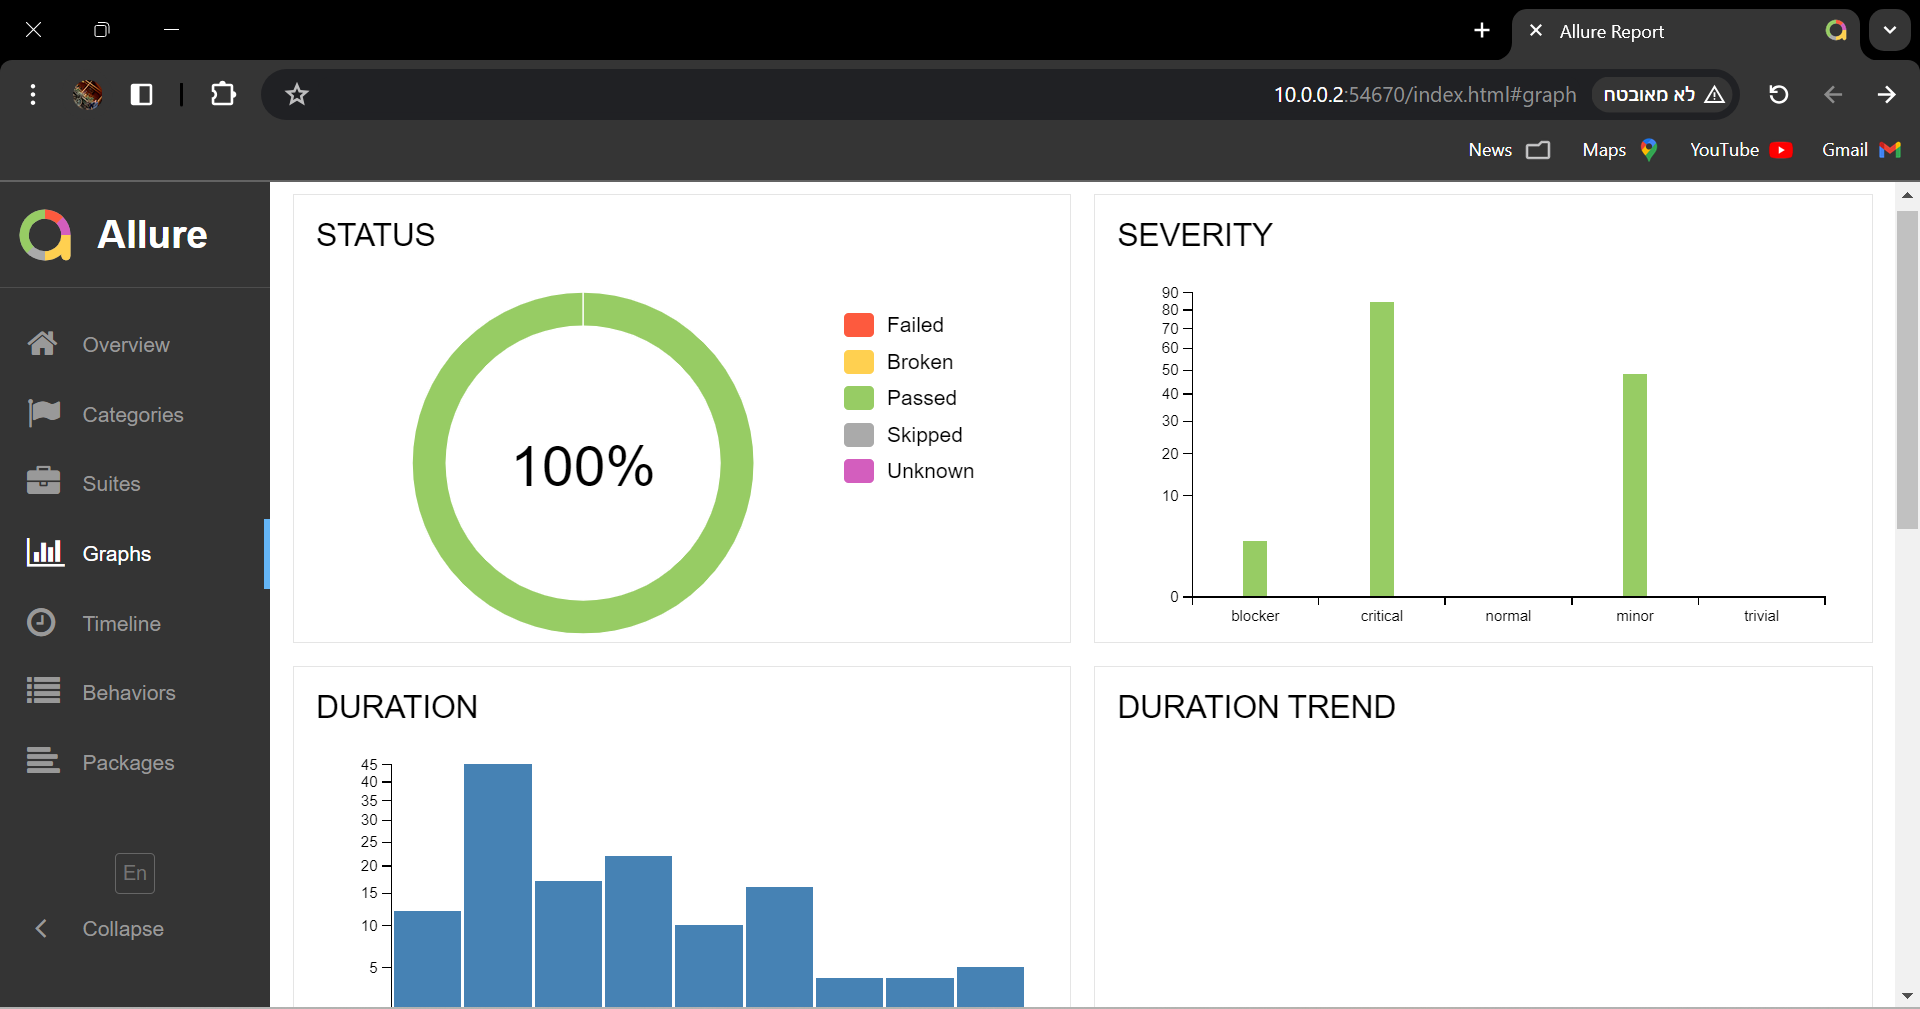 Allure Report
10.0.0.2:54670/index.html#graph
לא מאובטח
News
Maps
YouTube
Gmail
Allure
Overview
Categories
Suites
Graphs
Timeline
Behaviors
Packages
En
Collapse
STATUS
100%
Failed
Broken
Passed
Skipped
Unknown
SEVERITY
90
80
70
60
50
40
30
20
10
0
blocker critical normal minor trivial
DURATION
45
40
35
30
25
20
15
10
5
DURATION TREND